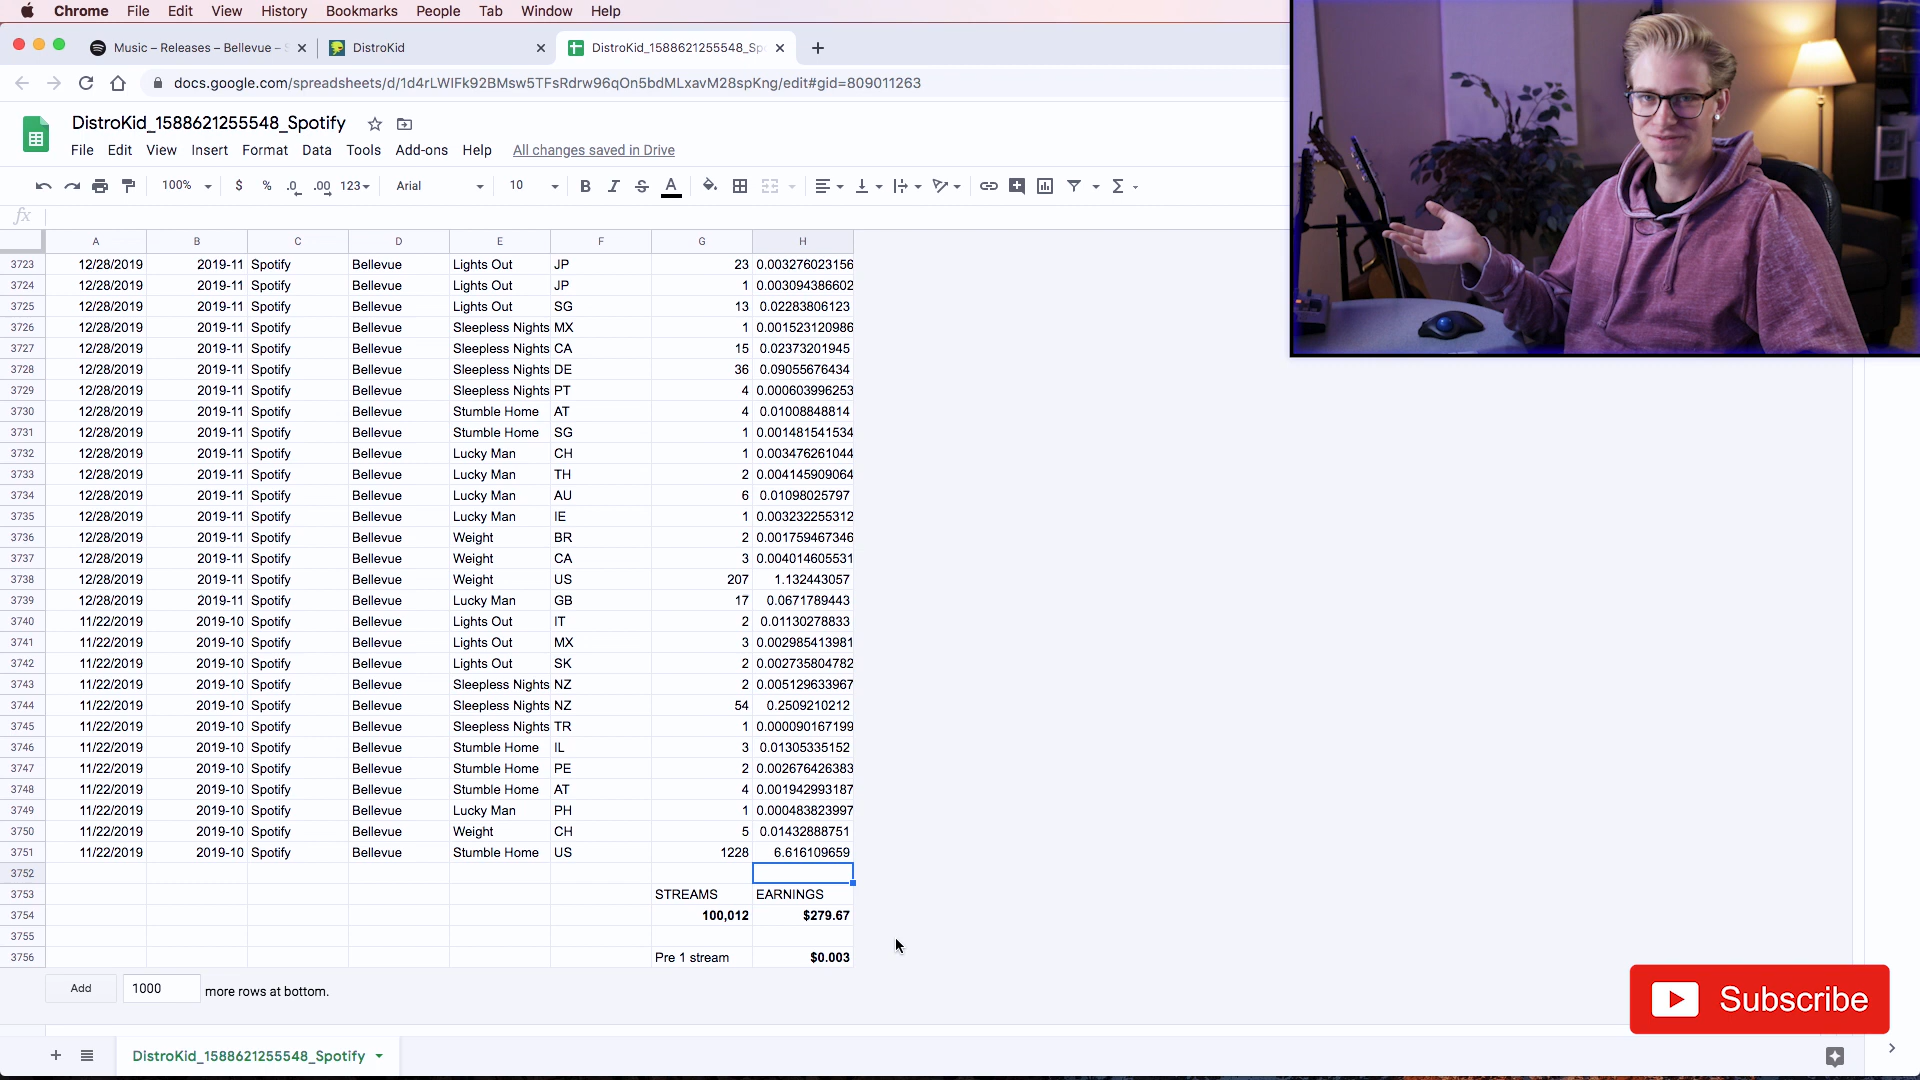 Chrome File Edit View History Bookmarks People Tab Window Help
Music – Releases – Bellevue – DistroKid DistroKid_1588621255548_Sp
docs.google.com/spreadsheets/d/1d4rLWIFk92BMsw5TFsRdrw96qOn5bdMLxavM28spKng/edit#gid=809011263
DistroKid_1588621255548_Spotify
File Edit View Insert Format Data Tools Add-ons Help All changes saved in Drive
100% $ % .0 .00 123 Arial 10 B I S A
fx
A B C D E F G H
3723 12/28/2019 2019-11 Spotify Bellevue Lights Out JP 23 0.003276023156
3724 12/28/2019 2019-11 Spotify Bellevue Lights Out JP 1 0.003094386602
3725 12/28/2019 2019-11 Spotify Bellevue Lights Out SG 13 0.02283806123
3726 12/28/2019 2019-11 Spotify Bellevue Sleepless Nights MX 1 0.001523120986
3727 12/28/2019 2019-11 Spotify Bellevue Sleepless Nights CA 15 0.02373201945
3728 12/28/2019 2019-11 Spotify Bellevue Sleepless Nights DE 36 0.09055676434
3729 12/28/2019 2019-11 Spotify Bellevue Sleepless Nights PT 4 0.000603996253
3730 12/28/2019 2019-11 Spotify Bellevue Stumble Home AT 4 0.01008848814
3731 12/28/2019 2019-11 Spotify Bellevue Stumble Home SG 1 0.001481541534
3732 12/28/2019 2019-11 Spotify Bellevue Lucky Man CH 1 0.003476261044
3733 12/28/2019 2019-11 Spotify Bellevue Lucky Man TH 2 0.004145909064
3734 12/28/2019 2019-11 Spotify Bellevue Lucky Man AU 6 0.01098025797
3735 12/28/2019 2019-11 Spotify Bellevue Lucky Man IE 1 0.003232255312
3736 12/28/2019 2019-11 Spotify Bellevue Weight BR 2 0.001759467346
3737 12/28/2019 2019-11 Spotify Bellevue Weight CA 3 0.004014605531
3738 12/28/2019 2019-11 Spotify Bellevue Weight US 207 1.132443057
3739 12/28/2019 2019-11 Spotify Bellevue Lucky Man GB 17 0.0671789443
3740 11/22/2019 2019-10 Spotify Bellevue Lights Out IT 2 0.01130278833
3741 11/22/2019 2019-10 Spotify Bellevue Lights Out MX 3 0.002985413981
3742 11/22/2019 2019-10 Spotify Bellevue Lights Out SK 2 0.002735804782
3743 11/22/2019 2019-10 Spotify Bellevue Sleepless Nights NZ 2 0.005129633967
3744 11/22/2019 2019-10 Spotify Bellevue Sleepless Nights NZ 54 0.2509210212
3745 11/22/2019 2019-10 Spotify Bellevue Sleepless Nights TR 1 0.000090167199
3746 11/22/2019 2019-10 Spotify Bellevue Stumble Home IL 3 0.01305335152
3747 11/22/2019 2019-10 Spotify Bellevue Stumble Home PE 2 0.002676426383
3748 11/22/2019 2019-10 Spotify Bellevue Stumble Home AT 4 0.001942993187
3749 11/22/2019 2019-10 Spotify Bellevue Lucky Man PH 1 0.000483823997
3750 11/22/2019 2019-10 Spotify Bellevue Weight CH 5 0.01432888751
3751 11/22/2019 2019-10 Spotify Bellevue Stumble Home US 1228 6.616109659
3752
3753 STREAMS EARNINGS
3754 100,012 $279.67
3755
3756 Pre 1 stream $0.003
Add 1000 more rows at bottom.
Subscribe
DistroKid_1588621255548_Spotify